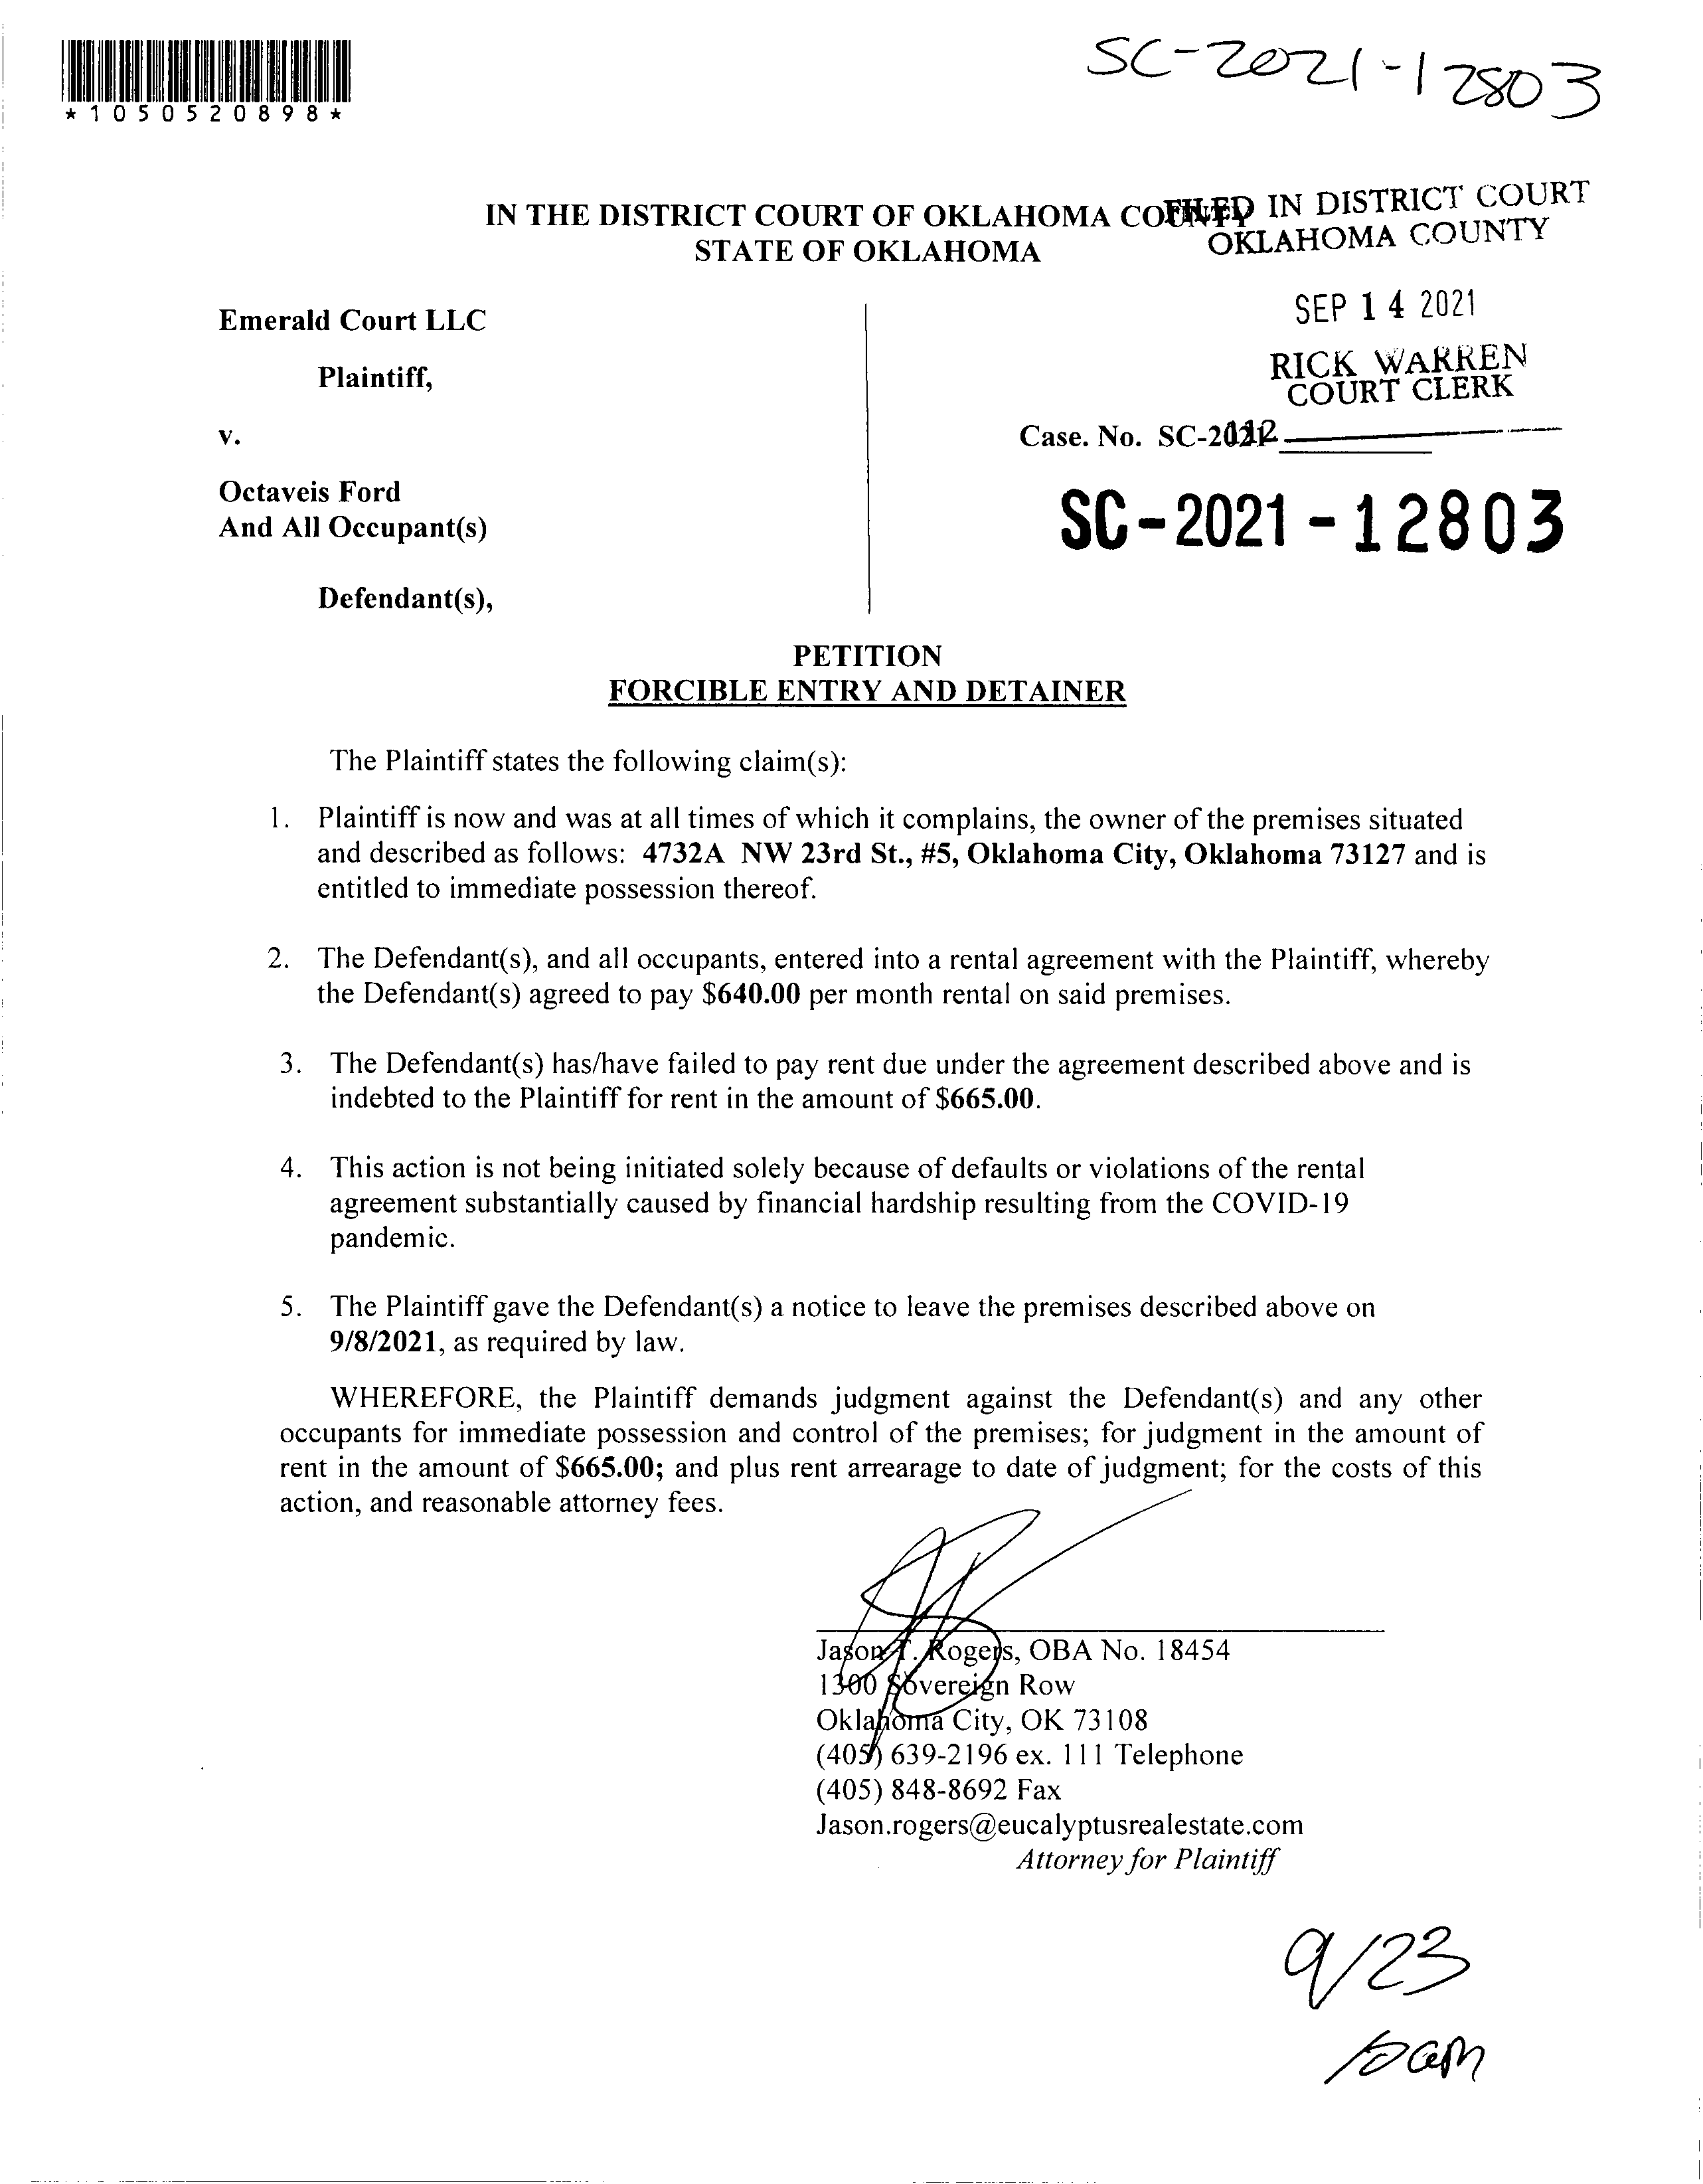 SC-2021-12803
*1050520898*
IN THE DISTRICT COURT OF OKLAHOMA COUNTY
STATE OF OKLAHOMA
FILED IN DISTRICT COURT
OKLAHOMA COUNTY
SEP 14 2021
RICK WARREN
COURT CLERK
112
Emerald Court LLC
Plaintiff,
v.
Octaveis Ford
And All Occupant(s)
Defendant(s),
Case. No. SC-2021-
SC-2021-12803
PETITION
FORCIBLE ENTRY AND DETAINER
The Plaintiff states the following claim(s):
1. Plaintiff is now and was at all times of which it complains, the owner of the premises situated
and described as follows: 4732A NW 23rd St., #5, Oklahoma City, Oklahoma 73127 and is
entitled to immediate possession thereof.
2. The Defendant(s), and all occupants, entered into a rental agreement with the Plaintiff, whereby
the Defendant(s) agreed to pay $640.00 per month rental on said premises.
3. The Defendant(s) has/have failed to pay rent due under the agreement described above and is
indebted to the Plaintiff for rent in the amount of $665.00.
4. This action is not being initiated solely because of defaults or violations of the rental
agreement substantially caused by financial hardship resulting from the COVID-19
pandemic.
5. The Plaintiff gave the Defendant(s) a notice to leave the premises described above on
9/8/2021, as required by law.
WHEREFORE, the Plaintiff demands judgment against the Defendant(s) and any other
occupants for immediate possession and control of the premises; for judgment in the amount of
rent in the amount of $665.00; and plus rent arrearage to date of judgment; for the costs of this
action, and reasonable attorney fees.
Jason T. Rogers, OBA No. 18454
1300 Sovereign Row
Oklahoma City, OK 73108
(405) 639-2196 ex. 111 Telephone
(405) 848-8692 Fax
Jason.rogers@eucalyptusrealestate.com
Attorney for Plaintiff
9/23
10am